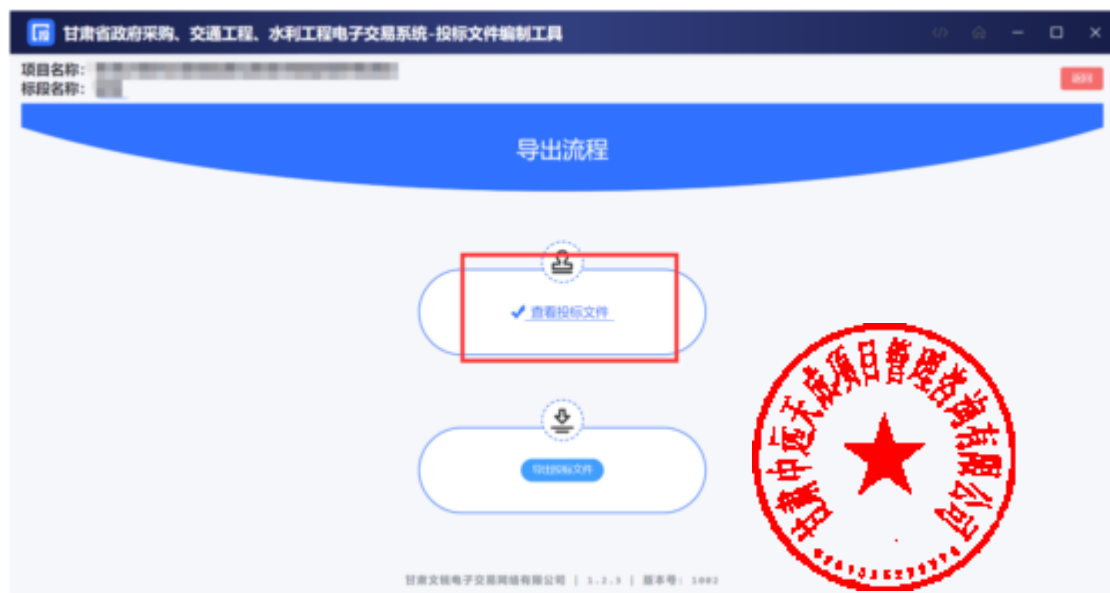 投
甘肃省政府采购、交通工程、水利工程电子交易系统-投标文件编制工具
项目名称：
返回
标段名称：
导出流程
查看投标文件
导出投标文件
甘肃中远天成项目管理咨询有限公司
甘肃文锐电子交易网络有限公司 | 1.2.3 | 版本号: 1002